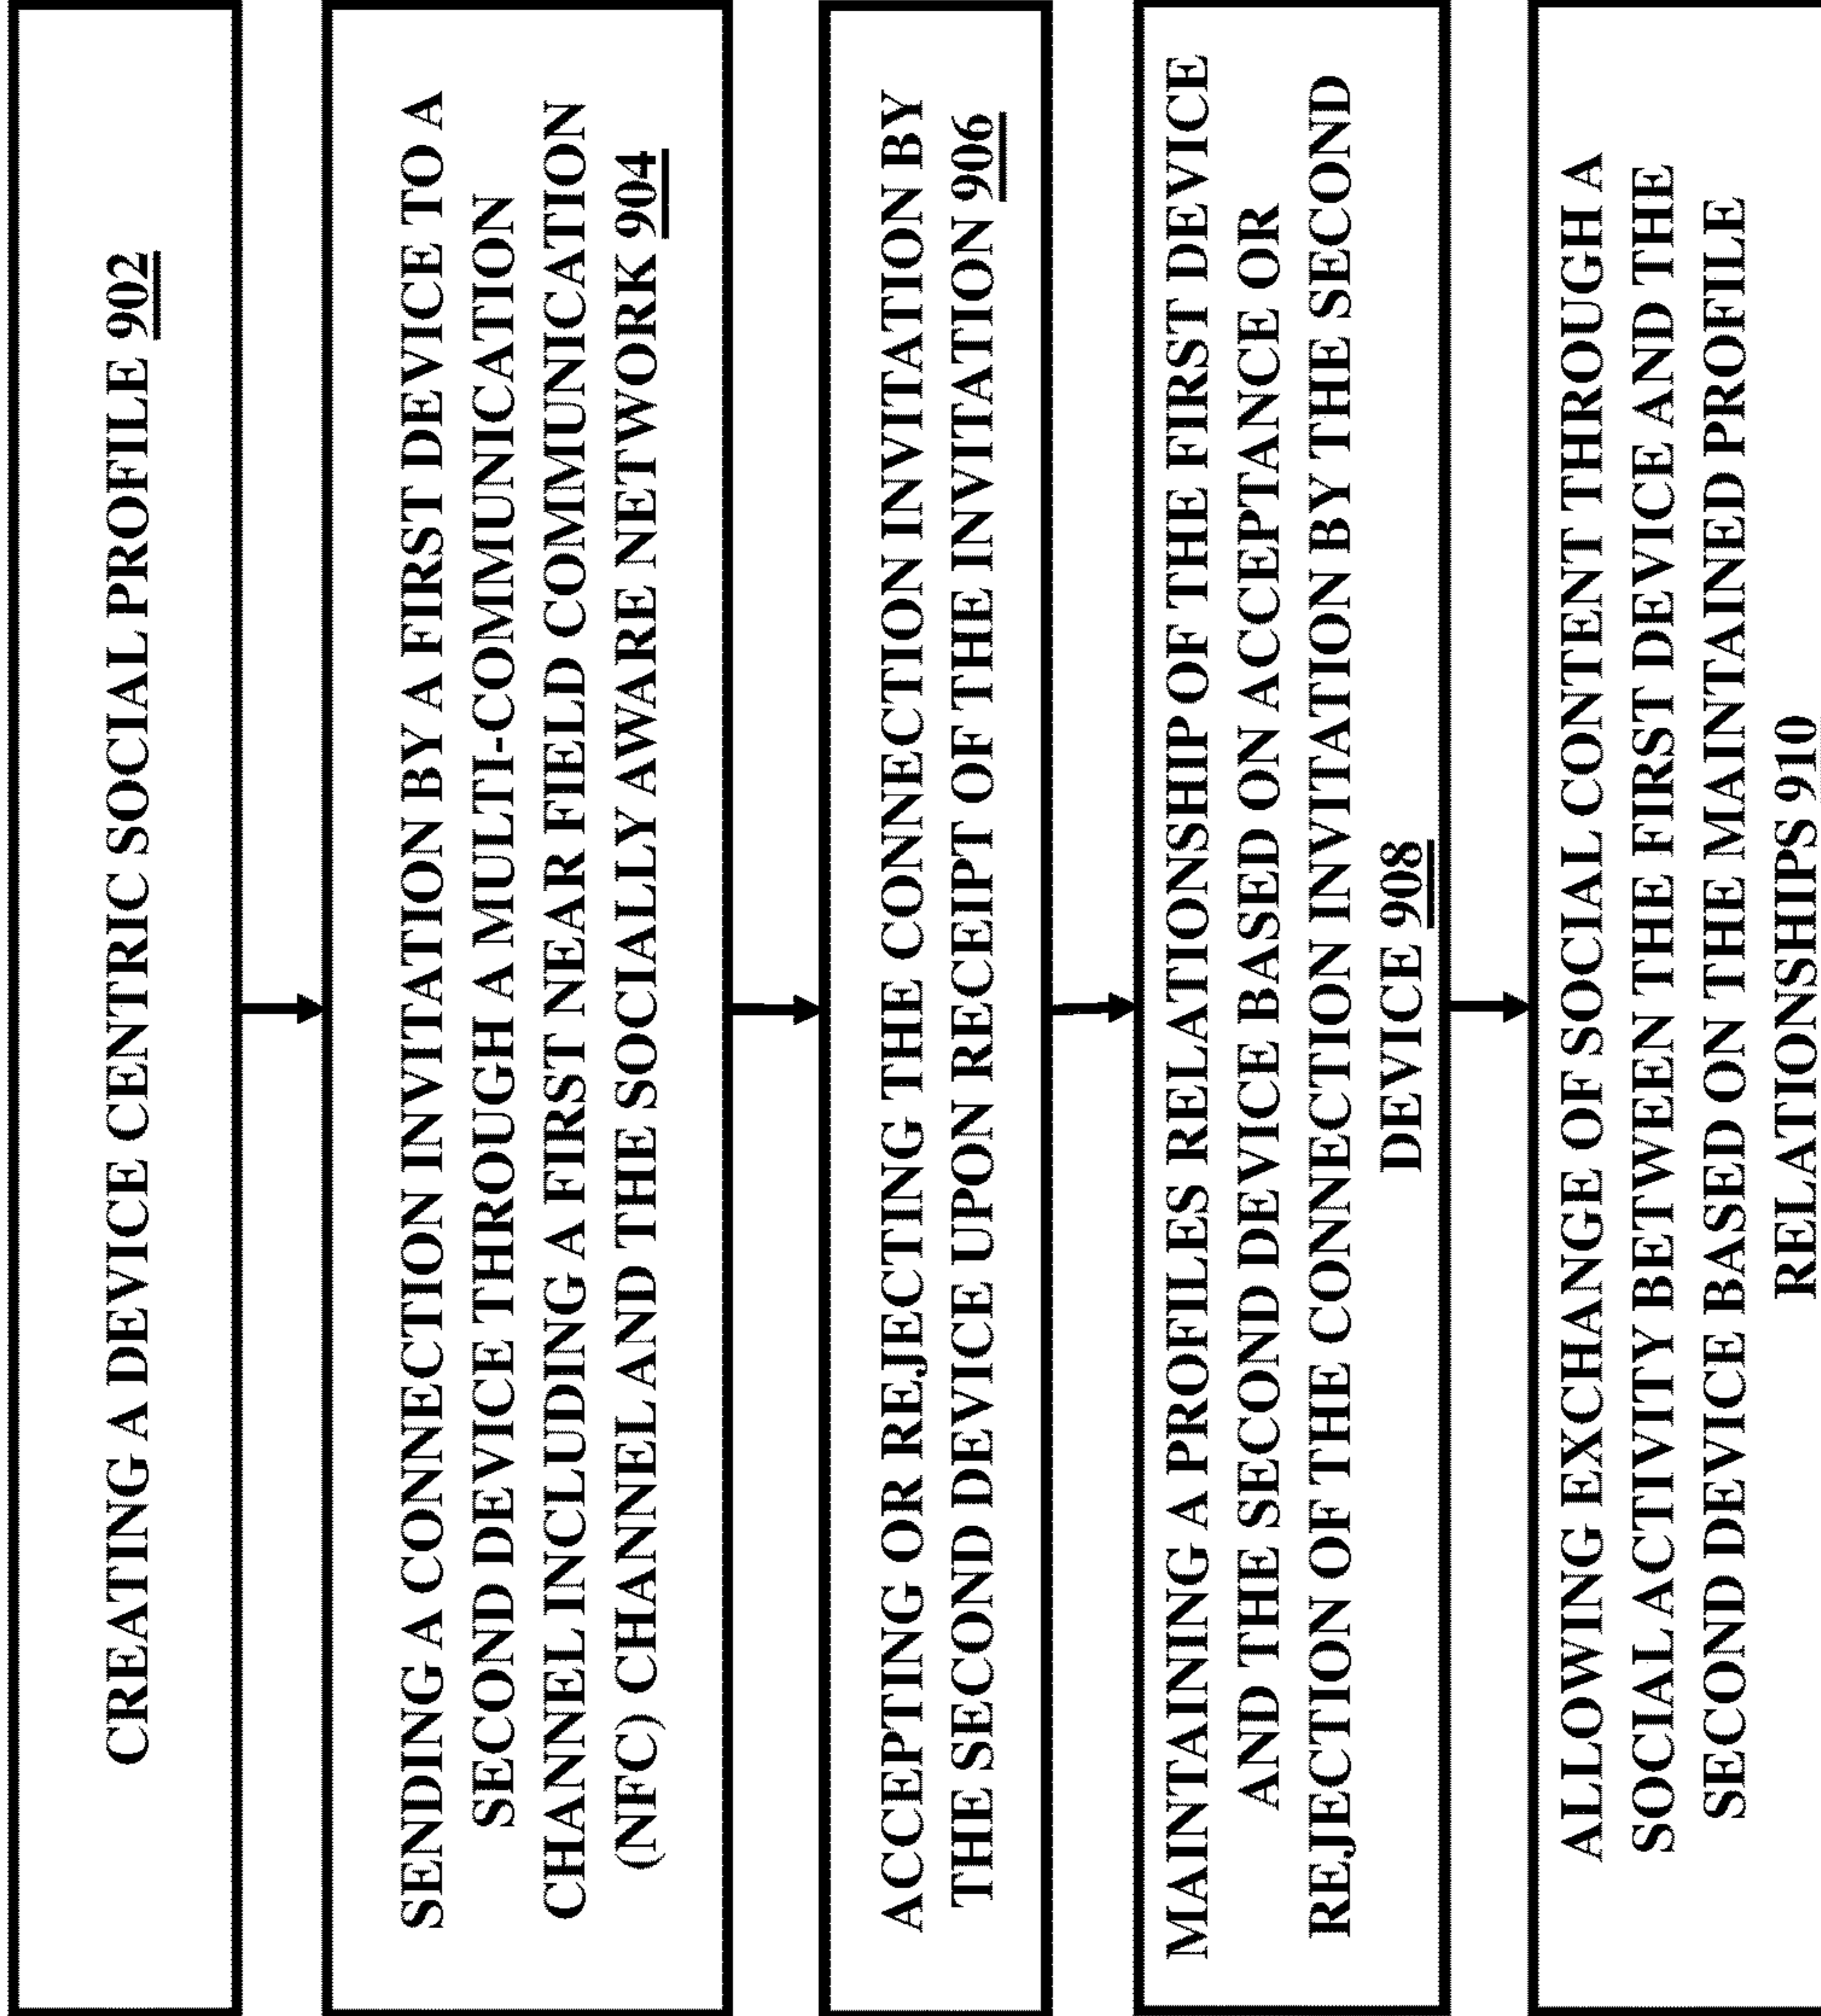 CREATING A DEVICE CENTRIC SOCIAL PROFILE 902
SENDING A CONNECTION INVITATION BY A FIRST DEVICE TO A
SECOND DEVICE THROUGH A MULTI-COMMUNICATION
CHANNEL INCLUDING A FIRST NEAR FIELD COMMUNICATION
(NFC) CHANNEL AND THE SOCIALLY AWARE NETWORK 904
ACCEPTING OR REJECTING THE CONNECTION INVITATION BY
THE SECOND DEVICE UPON RECEIPT OF THE INVITATION 906
MAINTAINING A PROFILES RELATIONSHIP OF THE FIRST DEVICE
AND THE SECOND DEVICE BASED ON ACCEPTANCE OR
REJECTION OF THE CONNECTION INVITATION BY THE SECOND
DEVICE 908
ALLOWING EXCHANGE OF SOCIAL CONTENT THROUGH A
SOCIAL ACTIVITY BETWEEN THE FIRST DEVICE AND THE
SECOND DEVICE BASED ON THE MAINTAINED PROFILE
RELATIONSHIPS 910